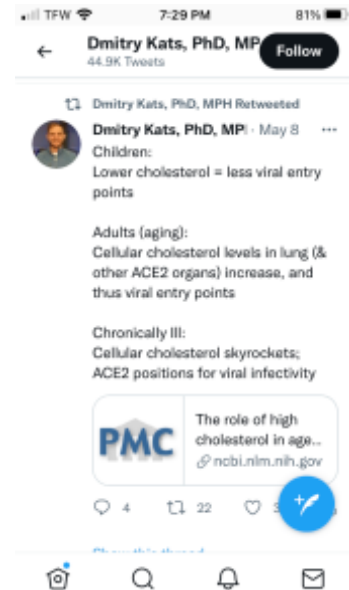 TFW 7:29 PM 81%
Dmitry Kats, PhD, MP
Follow
44.9K Tweets
Dmitry Kats, PhD, MPH Retweeted
Dmitry Kats, PhD, MPI · May 8 ...
Children:
Lower cholesterol = less viral entry
points
Adults (aging):
Cellular cholesterol levels in lung (&
other ACE2 organs) increase, and
thus viral entry points
Chronically Ill:
Cellular cholesterol skyrockets;
ACE2 positions for viral infectivity
PMC
The role of high
cholesterol in age...
ncbi.nlm.nih.gov
4 22